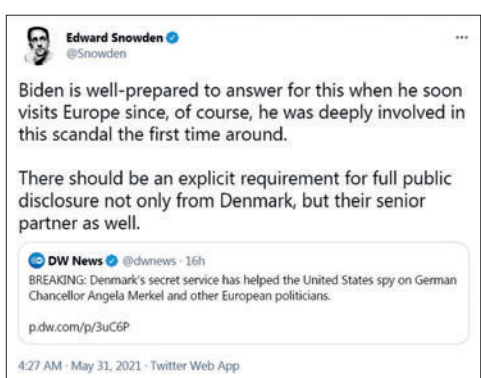 Edward Snowden
@Snowden
Biden is well-prepared to answer for this when he soon
visits Europe since, of course, he was deeply involved in
this scandal the first time around.
There should be an explicit requirement for full public
disclosure not only from Denmark, but their senior
partner as well.
DW News @dwnews · 16h
BREAKING: Denmark's secret service has helped the United States spy on German
Chancellor Angela Merkel and other European politicians.
p.dw.com/p/3uC6P
4:27 AM · May 31, 2021 · Twitter Web App